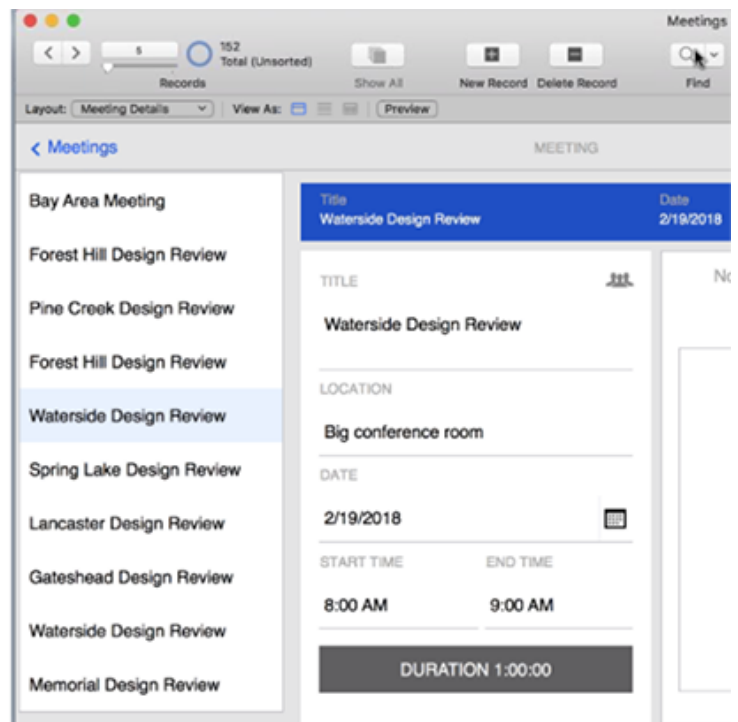 Meetings
5
152
Total (Unsorted)
Records
Show All
New Record
Delete Record
Find
Layout: Meeting Details
View As:
Preview
Meetings
MEETING
Bay Area Meeting
Forest Hill Design Review
Pine Creek Design Review
Forest Hill Design Review
Waterside Design Review
Spring Lake Design Review
Lancaster Design Review
Gateshead Design Review
Waterside Design Review
Memorial Design Review
Title
Waterside Design Review
Date
2/19/2018
TITLE
Waterside Design Review
LOCATION
Big conference room
DATE
2/19/2018
START TIME
END TIME
8:00 AM
9:00 AM
DURATION 1:00:00